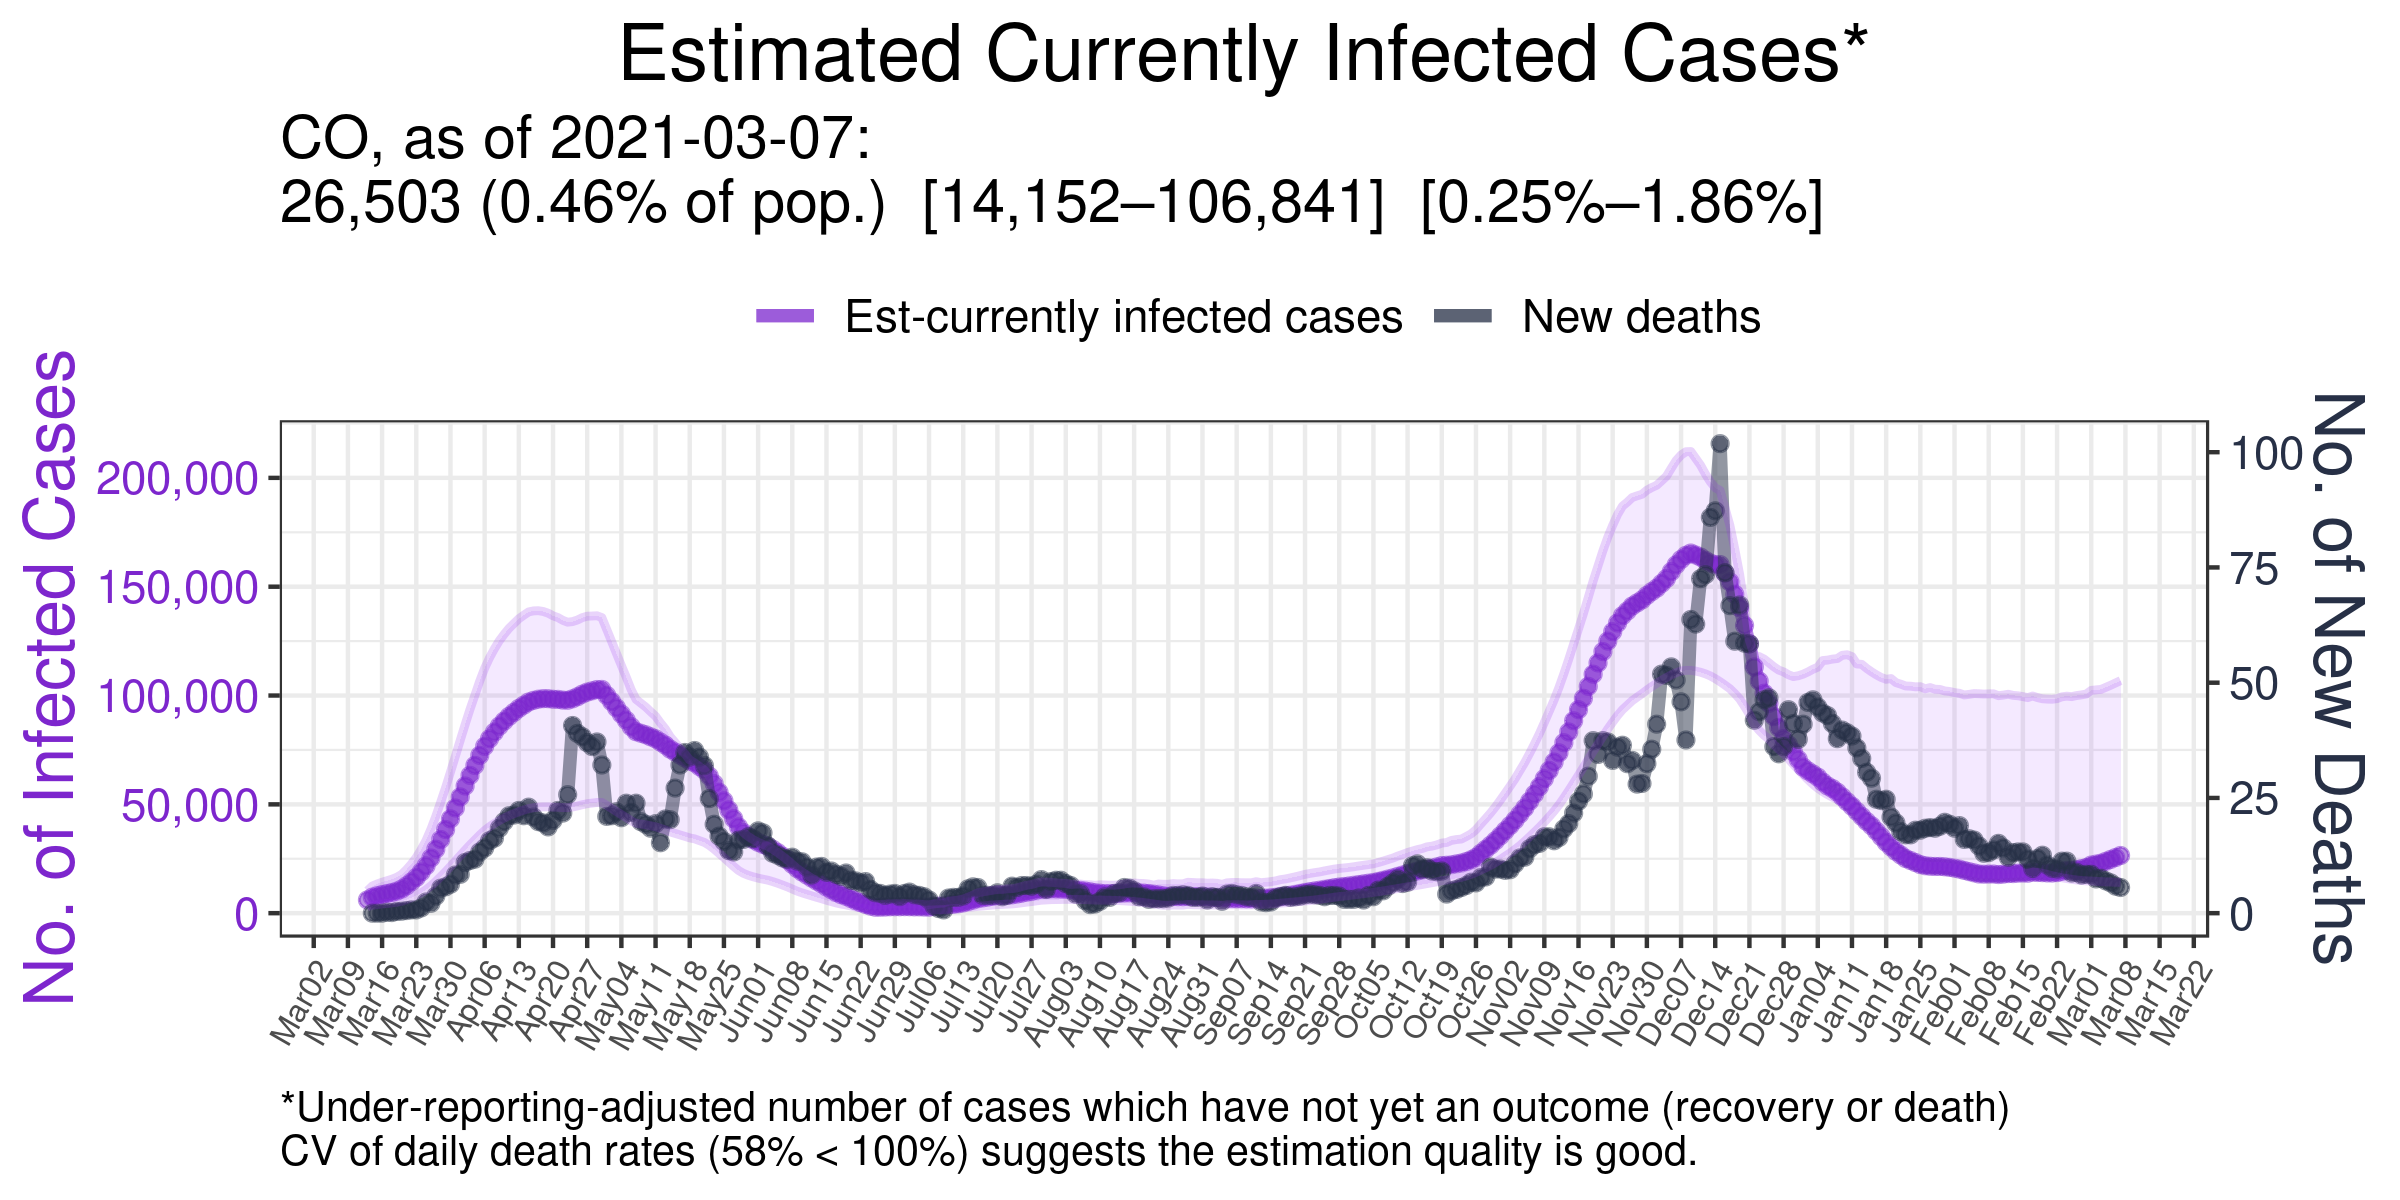 Estimated Currently Infected Cases*
CO, as of 2021-03-07:
26,503 (0.46% of pop.)  [14,152–106,841]  [0.25%–1.86%]
Est-currently infected cases
New deaths
No. of Infected Cases
200,000
150,000
100,000
50,000
0
100
75
50
25
0
No. of New Deaths
Mar02
Mar09
Mar16
Mar23
Mar30
Apr06
Apr13
Apr20
Apr27
May04
May11
May18
May25
Jun01
Jun08
Jun15
Jun22
Jun29
Jul06
Jul13
Jul20
Jul27
Aug03
Aug10
Aug17
Aug24
Aug31
Sep07
Sep14
Sep21
Sep28
Oct05
Oct12
Oct19
Oct26
Nov02
Nov09
Nov16
Nov23
Nov30
Dec07
Dec14
Dec21
Dec28
Jan04
Jan11
Jan18
Jan25
Feb01
Feb08
Feb15
Feb22
Mar01
Mar08
Mar15
Mar22
*Under-reporting-adjusted number of cases which have not yet an outcome (recovery or death)
CV of daily death rates (58% < 100%) suggests the estimation quality is good.